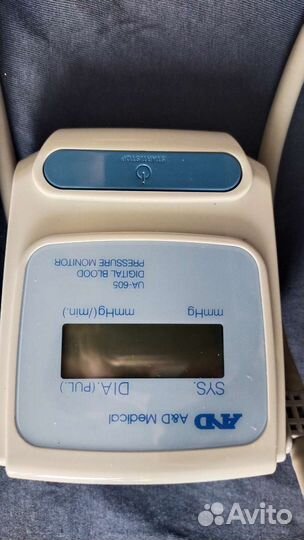 AND A&D Medical
SYS. DIA. (PUL.)
mmHg mmHg(/min.)
UA-605
DIGITAL BLOOD
PRESSURE MONITOR
START/STOP
Avito